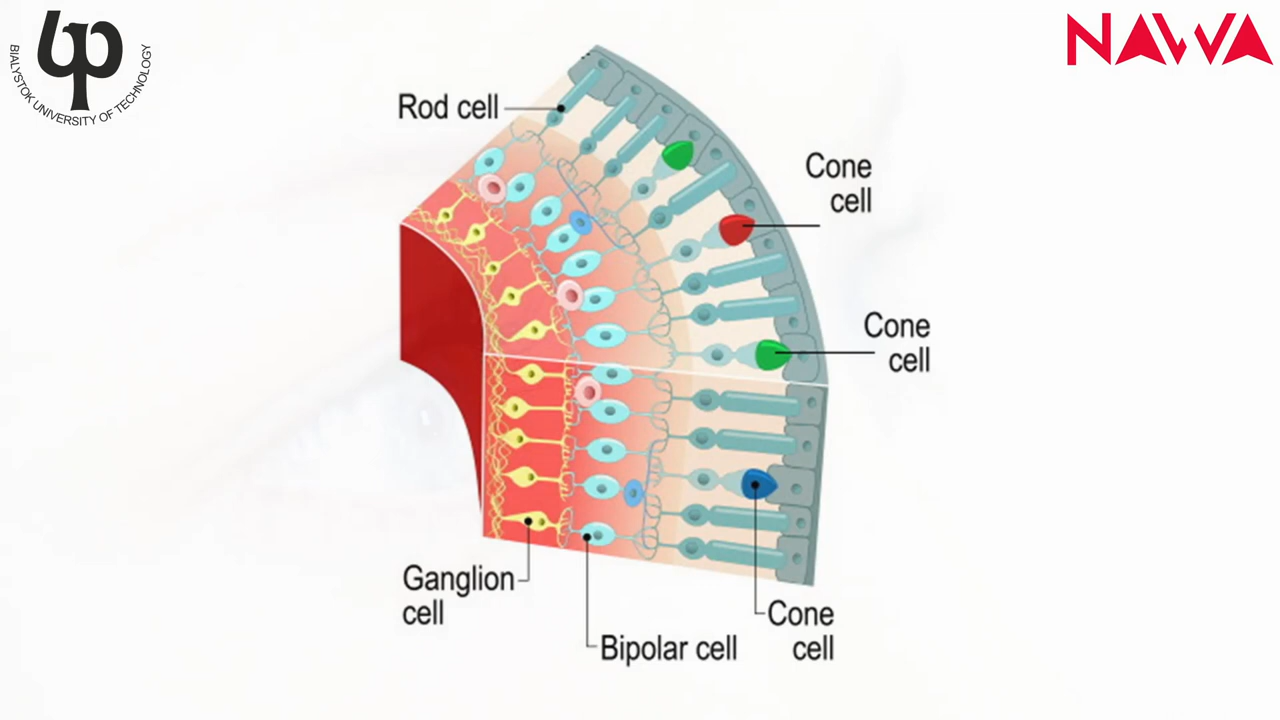 BIALYSTOK UNIVERSITY OF TECHNOLOGY
NAWA
Rod cell
Cone
cell
Cone
cell
Ganglion
cell
Bipolar cell
Cone
cell